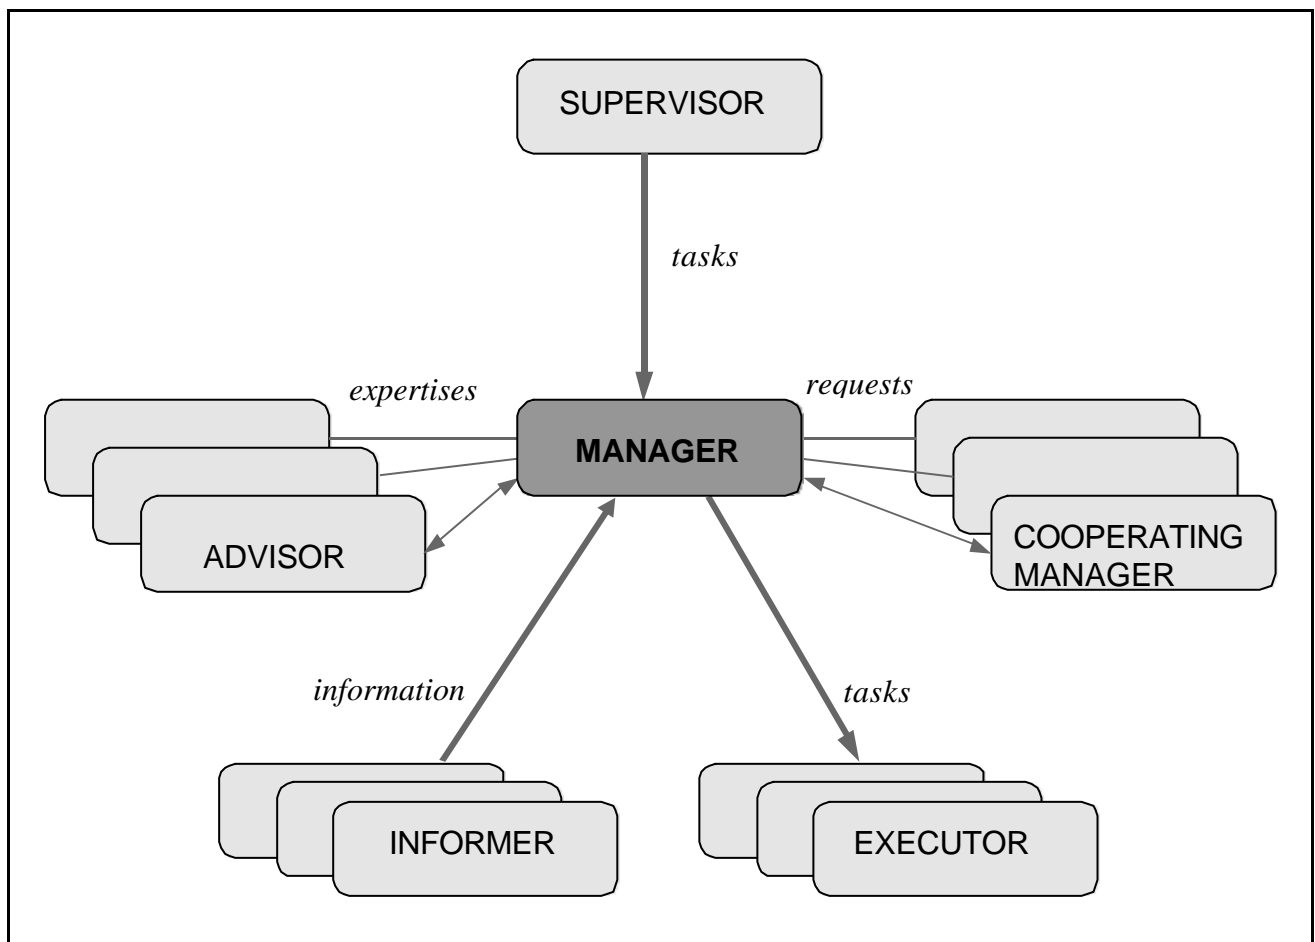 SUPERVISOR
tasks
expertises
requests
MANAGER
ADVISOR
COOPERATING
MANAGER
information
tasks
INFORMER
EXECUTOR